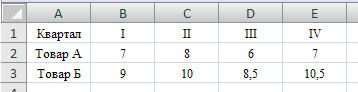 A B C D E
1 Квартал I II III IV
2 Товар А 7 8 6 7
3 Товар Б 9 10 8,5 10,5